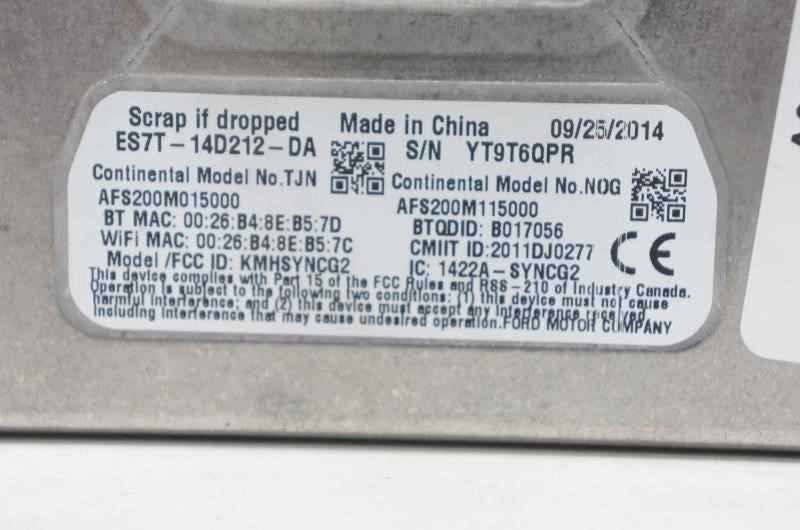 Scrap if dropped Made in China 09/25/2014
ES7T-14D212-DA S/N YT9T6QPR
Continental Model No.TJN Continental Model No.NOG
AFS200M015000 AFS200M115000
BT MAC: 00:26:B4:8E:B5:7D BTQDID: B017056
WiFi MAC: 00:26:B4:8E:B5:7C CMIIT ID:2011DJ0277
Model /FCC ID: KMHSYNCG2 IC: 1422A-SYNCG2
CE
This device complies with Part 15 of the FCC Rules and RSS-210 of Industry Canada.
Operation is subject to the following two conditions: (1) this device must not cause
harmful interference; and (2) this device must accept any interference received
including interference that may cause undesired operation.FORD MOTOR COMPANY